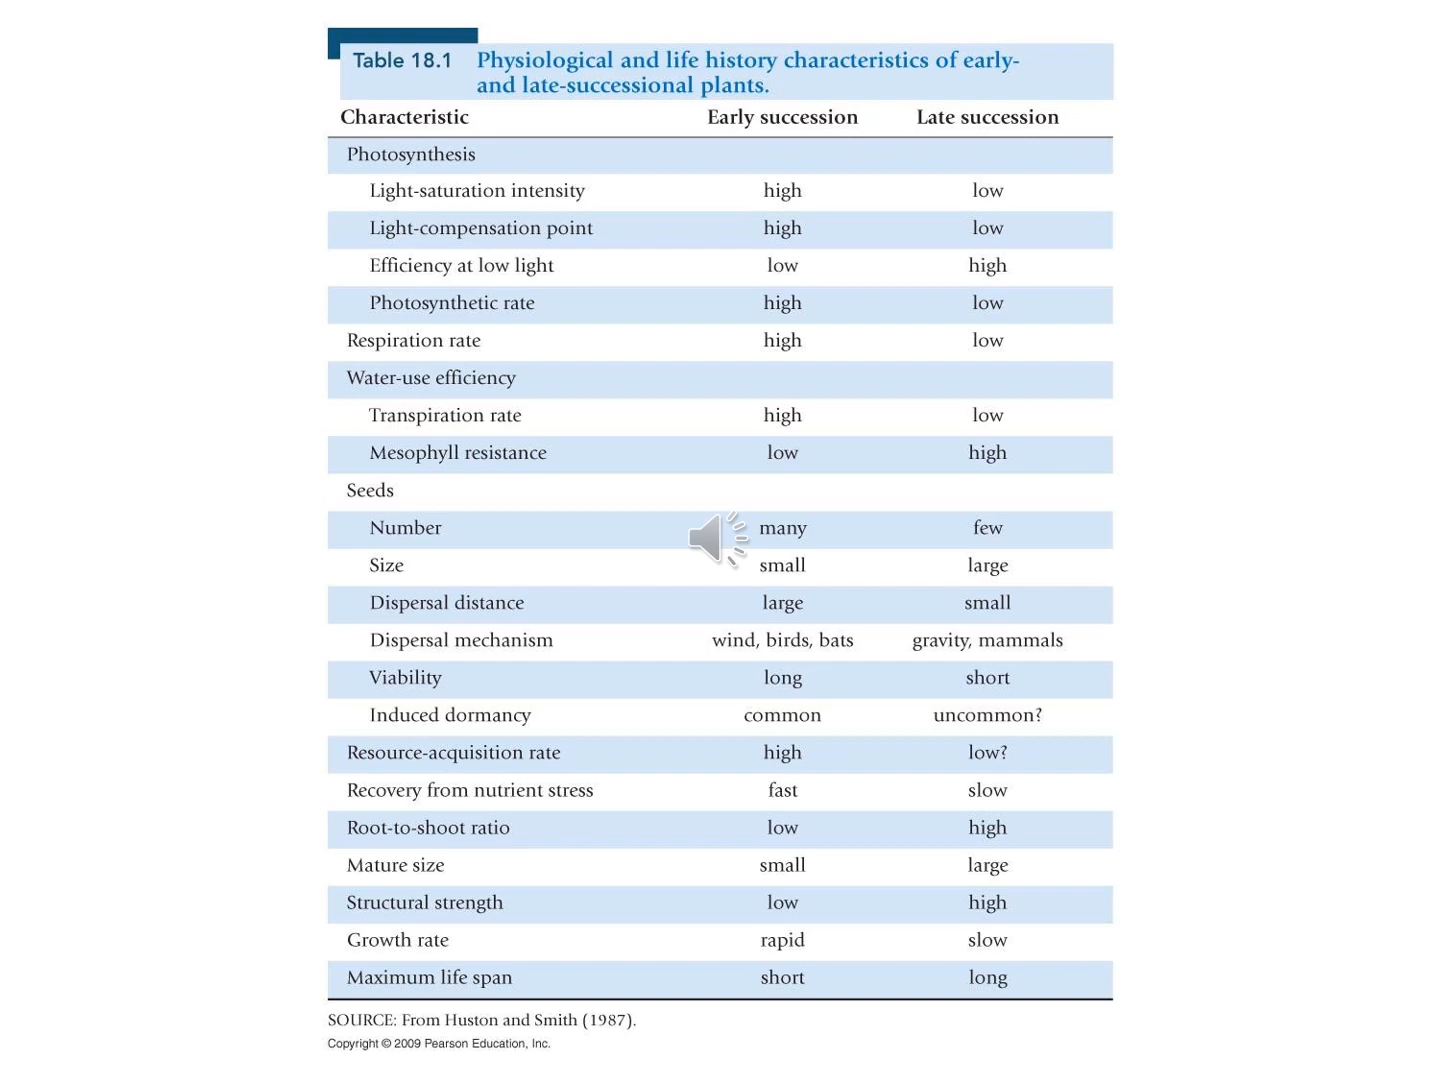 Table 18.1 Physiological and life history characteristics of early-
and late-successional plants.
Characteristic Early succession Late succession
Photosynthesis
Light-saturation intensity high low
Light-compensation point high low
Efficiency at low light low high
Photosynthetic rate high low
Respiration rate high low
Water-use efficiency
Transpiration rate high low
Mesophyll resistance low high
Seeds
Number many few
Size small large
Dispersal distance large small
Dispersal mechanism wind, birds, bats gravity, mammals
Viability long short
Induced dormancy common uncommon?
Resource-acquisition rate high low?
Recovery from nutrient stress fast slow
Root-to-shoot ratio low high
Mature size small large
Structural strength low high
Growth rate rapid slow
Maximum life span short long
SOURCE: From Huston and Smith (1987).
Copyright © 2009 Pearson Education, Inc.